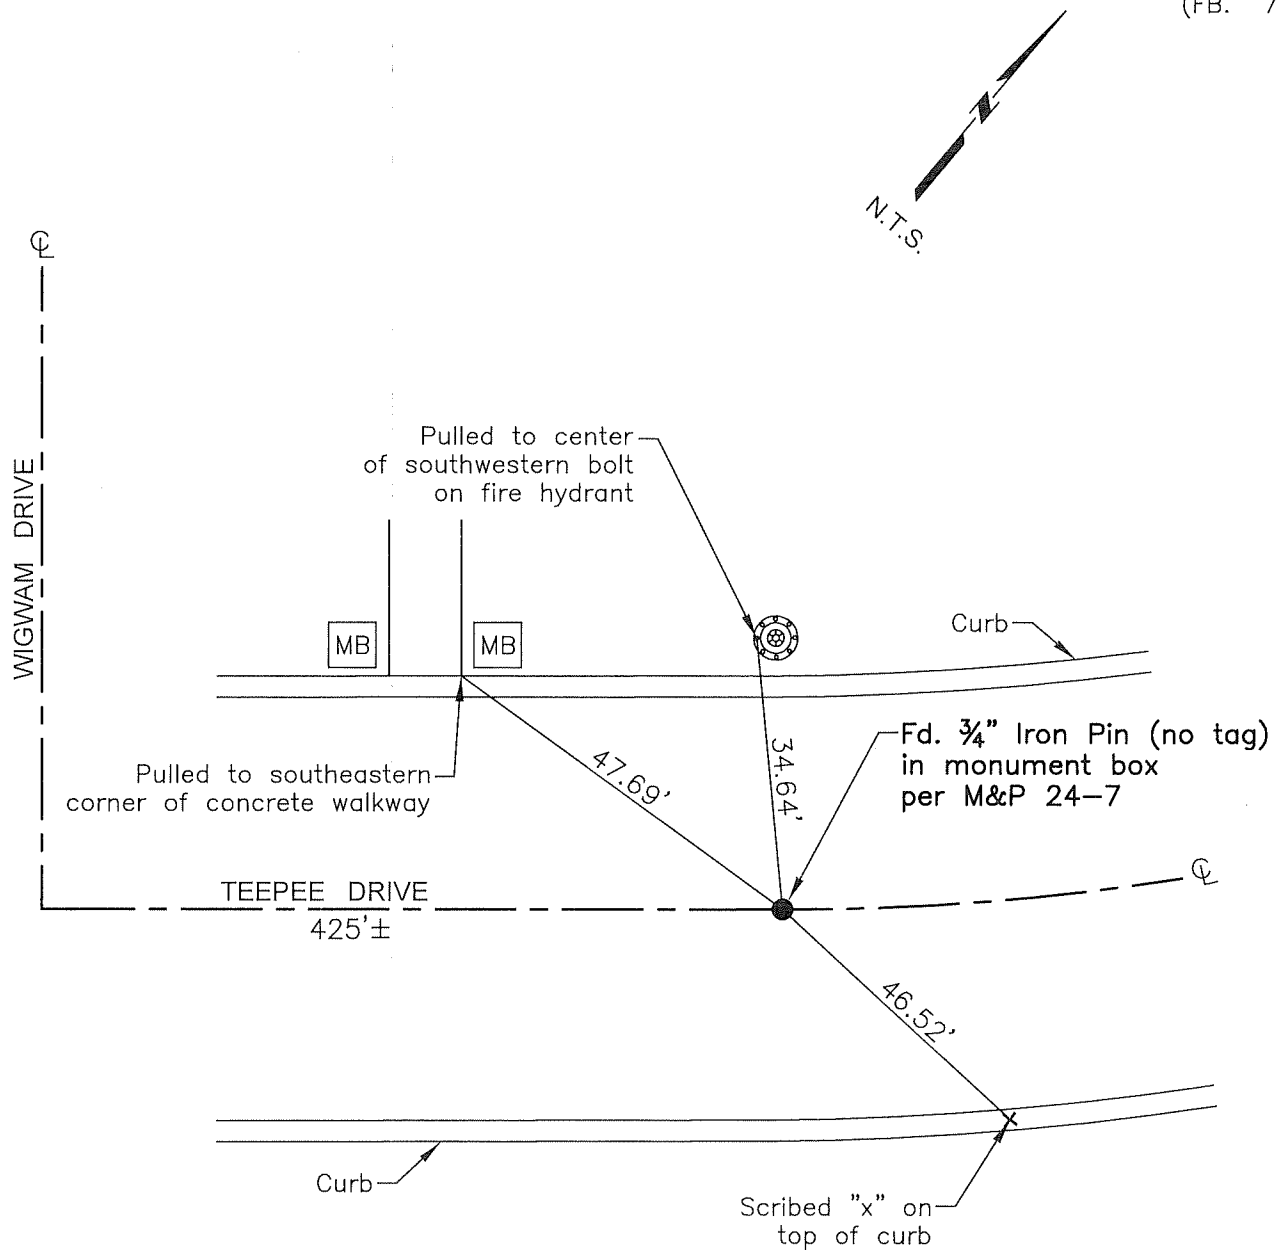 (FB. 7
N
N.T.S.
℄
WIGWAM DRIVE
Pulled to center
of southwestern bolt
on fire hydrant
MB
MB
Curb
Pulled to southeastern
corner of concrete walkway
47.69'
34.64'
Fd. ¾" Iron Pin (no tag)
in monument box
per M&P 24-7
TEEPEE DRIVE
425'±
℄
46.52'
Curb
Scribed "x" on
top of curb